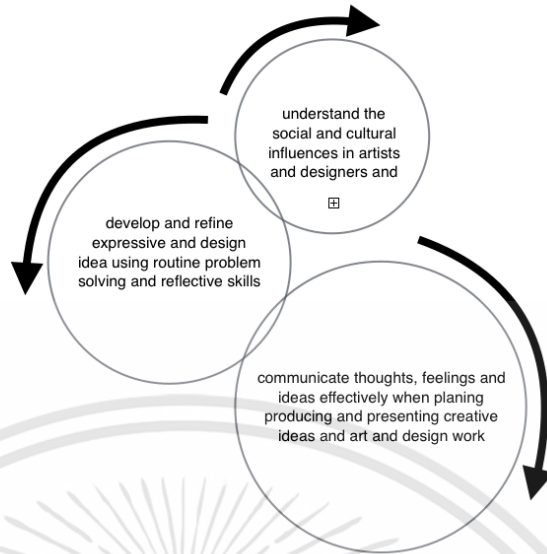 understand the
social and cultural
influences in artists
and designers and
develop and refine
expressive and design
idea using routine problem
solving and reflective skills
communicate thoughts, feelings and
ideas effectively when planing
producing and presenting creative
ideas and art and design work